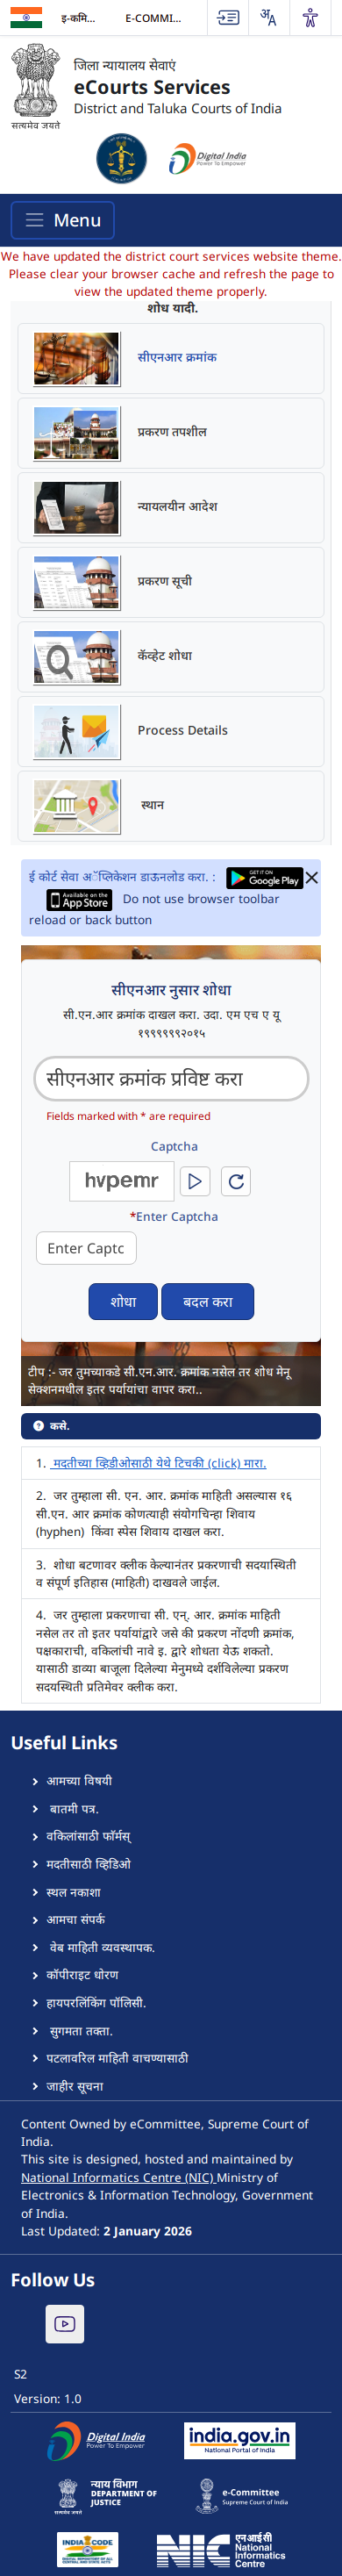 इ-कमि...
E-COMMI...
अ
A
सत्यमेव जयते
जिला न्यायालय सेवाएं
eCourts Services
District and Taluka Courts of India
Digital India
Power To Empower
Menu
We have updated the district court services website theme.
Please clear your browser cache and refresh the page to
view the updated theme properly.
शोध यादी.
सीएनआर क्रमांक
प्रकरण तपशील
न्यायलयीन आदेश
प्रकरण सूची
कॅव्हेट शोधा
Process Details
स्थान
ई कोर्ट सेवा अॅप्लिकेशन डाऊनलोड करा. :
GET IT ON
Google Play
Available on the
App Store
Do not use browser toolbar
reload or back button
सीएनआर नुसार शोधा
सी.एन.आर क्रमांक दाखल करा. उदा. एम एच ए यू
१९९९९९९२०१५
सीएनआर क्रमांक प्रविष्ट करा
Fields marked with * are required
Captcha
hvpemr
*Enter Captcha
Enter Captc
शोधा
बदल करा
टीप :- जर तुमच्याकडे सी.एन.आर. क्रमांक नसेल तर शोध मेनू
सेक्शनमधील इतर पर्यायांचा वापर करा..
कसे.
1. मदतीच्या व्हिडीओसाठी येथे टिचकी (click) मारा.
2. जर तुम्हाला सी. एन. आर. क्रमांक माहिती असल्यास १६
सी.एन. आर क्रमांक कोणत्याही संयोगचिन्हा शिवाय
(hyphen) किंवा स्पेस शिवाय दाखल करा.
3. शोधा बटणावर क्लीक केल्यानंतर प्रकरणाची सदयास्थिती
व संपूर्ण इतिहास (माहिती) दाखवले जाईल.
4. जर तुम्हाला प्रकरणाचा सी. एन्. आर. क्रमांक माहिती
नसेल तर तो इतर पर्यायांद्वारे जसे की प्रकरण नोंदणी क्रमांक,
पक्षकाराची, वकिलांची नावे इ. द्वारे शोधता येऊ शकतो.
यासाठी डाव्या बाजूला दिलेल्या मेनुमध्ये दर्शविलेल्या प्रकरण
सदयस्थिती प्रतिमेवर क्लीक करा.
Useful Links
आमच्या विषयी
बातमी पत्र.
वकिलांसाठी फॉर्मस्
मदतीसाठी व्हिडिओ
स्थल नकाशा
आमचा संपर्क
वेब माहिती व्यवस्थापक.
कॉपीराइट धोरण
हायपरलिंकिंग पॉलिसी.
सुगमता तक्ता.
पटलावरिल माहिती वाचण्यासाठी
जाहीर सूचना
Content Owned by eCommittee, Supreme Court of
India.
This site is designed, hosted and maintained by
National Informatics Centre (NIC) Ministry of
Electronics & Information Technology, Government
of India.
Last Updated: 2 January 2026
Follow Us
S2
Version: 1.0
Digital India
Power To Empower
india.gov.in
National Portal of India
सत्यमेव जयते
न्याय विभाग
DEPARTMENT OF
JUSTICE
e-Committee
Supreme Court of India
INDIA CODE
NIC
एनआईसी
National
Informatics
Centre